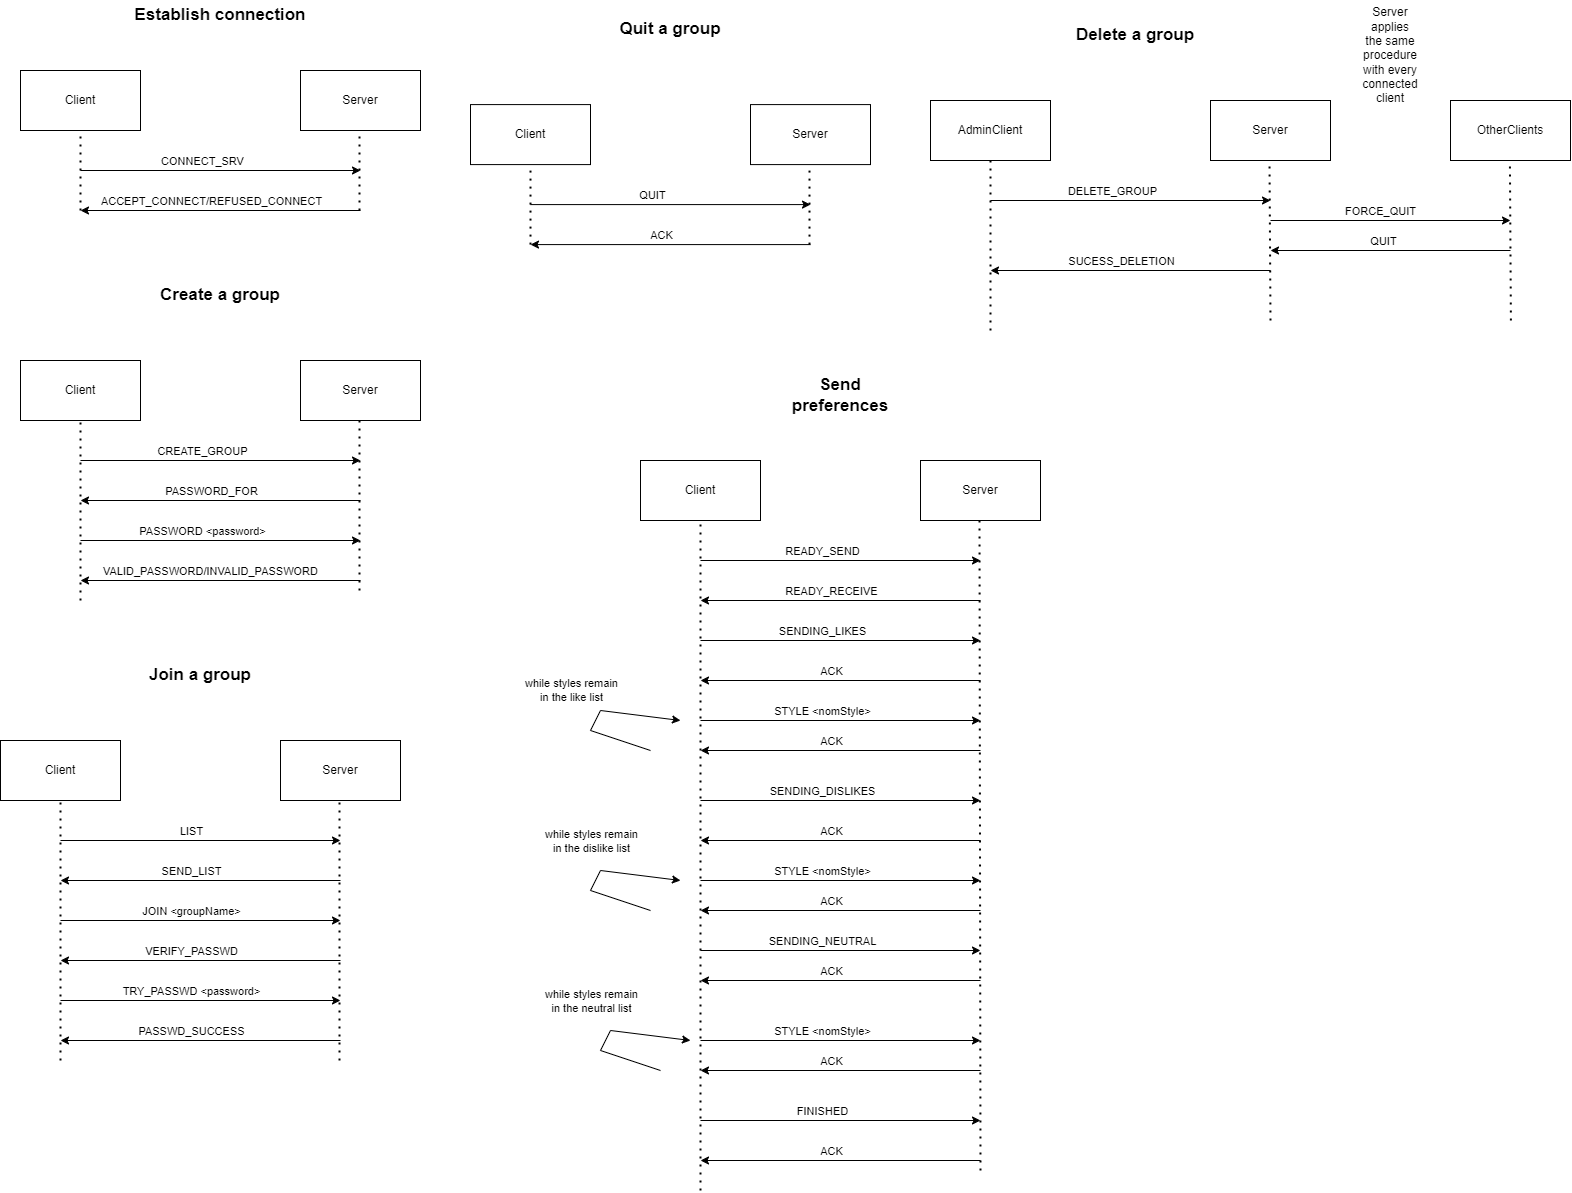 Establish connection
Client
Server
CONNECT_SRV
ACCEPT_CONNECT/REFUSED_CONNECT
Quit a group
Client
Server
QUIT
ACK
Delete a group
Server
applies
the same
procedure
with every
connected
client
AdminClient
Server
OtherClients
DELETE_GROUP
FORCE_QUIT
QUIT
SUCESS_DELETION
Create a group
Client
Server
CREATE_GROUP
PASSWORD_FOR
PASSWORD <password>
VALID_PASSWORD/INVALID_PASSWORD
Join a group
Client
Server
LIST
SEND_LIST
JOIN <groupName>
VERIFY_PASSWD
TRY_PASSWD <password>
PASSWD_SUCCESS
Send
preferences
Client
Server
READY_SEND
READY_RECEIVE
SENDING_LIKES
ACK
while styles remain
in the like list
STYLE <nomStyle>
ACK
SENDING_DISLIKES
ACK
while styles remain
in the dislike list
STYLE <nomStyle>
ACK
SENDING_NEUTRAL
ACK
while styles remain
in the neutral list
STYLE <nomStyle>
ACK
FINISHED
ACK